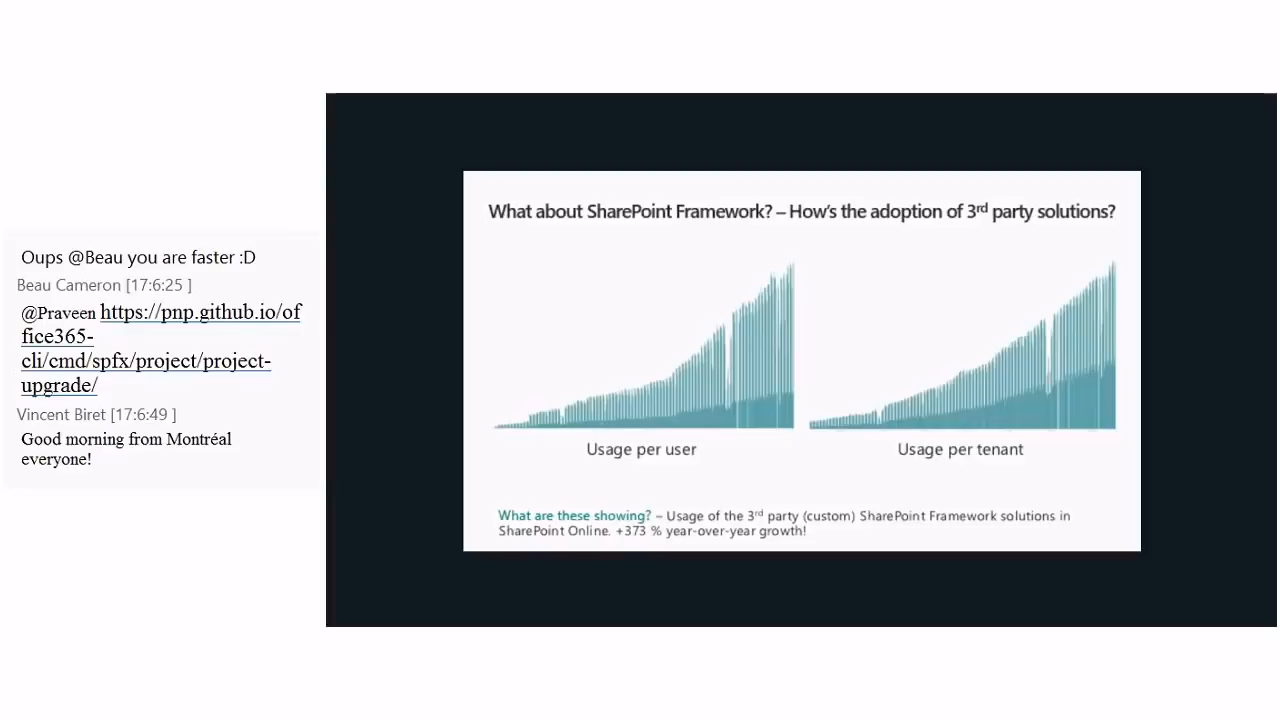 Oups @Beau you are faster :D
Beau Cameron [17:6:25 ]
@Praveen https://pnp.github.io/of
fice365-
cli/cmd/spfx/project/project-
upgrade/
Vincent Biret [17:6:49 ]
Good morning from Montréal
everyone!
What about SharePoint Framework? – How's the adoption of 3rd party solutions?
Usage per user
Usage per tenant
What are these showing? – Usage of the 3rd party (custom) SharePoint Framework solutions in
SharePoint Online. +373 % year-over-year growth!